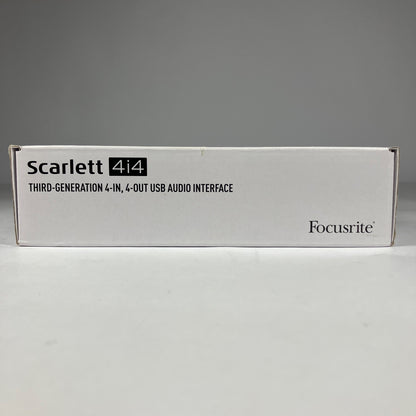 Scarlett 4i4
THIRD-GENERATION 4-IN, 4-OUT USB AUDIO INTERFACE
Focusrite